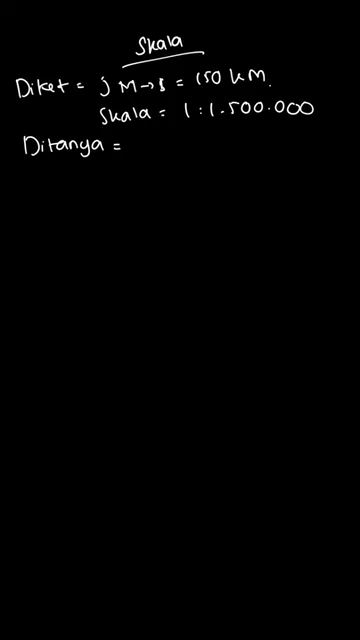 Skala
Diket = J M → S = 150 KM.
Skala = 1 : 1.500.000
Ditanya =